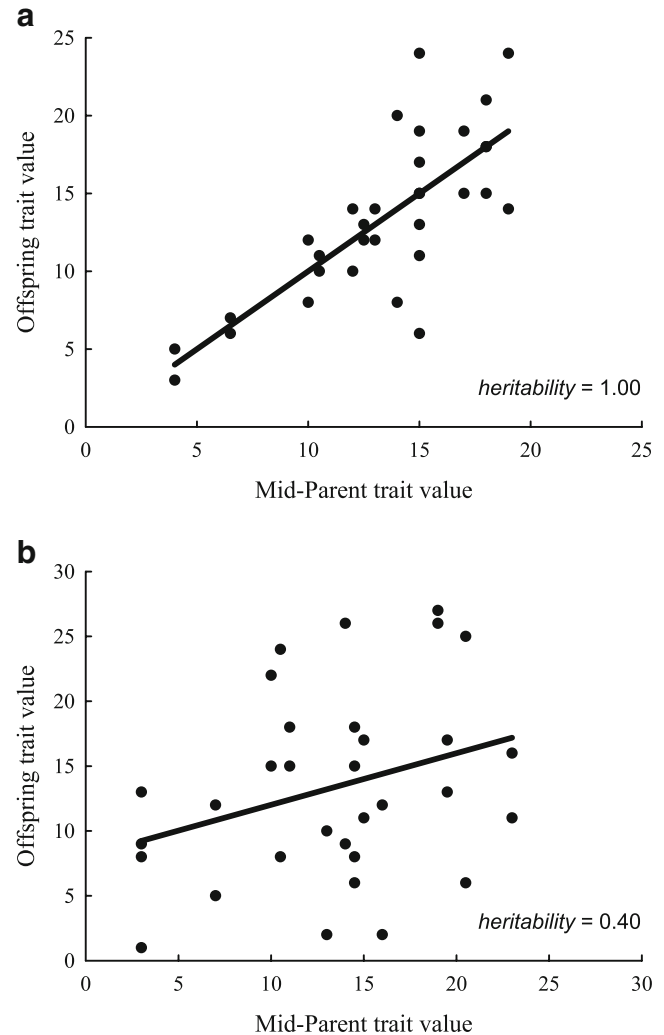 a
25
20
15
10
5
0
Offspring trait value
heritability = 1.00
0 5 10 15 20 25
Mid-Parent trait value
b
30
25
20
15
10
5
0
Offspring trait value
heritability = 0.40
0 5 10 15 20 25 30
Mid-Parent trait value